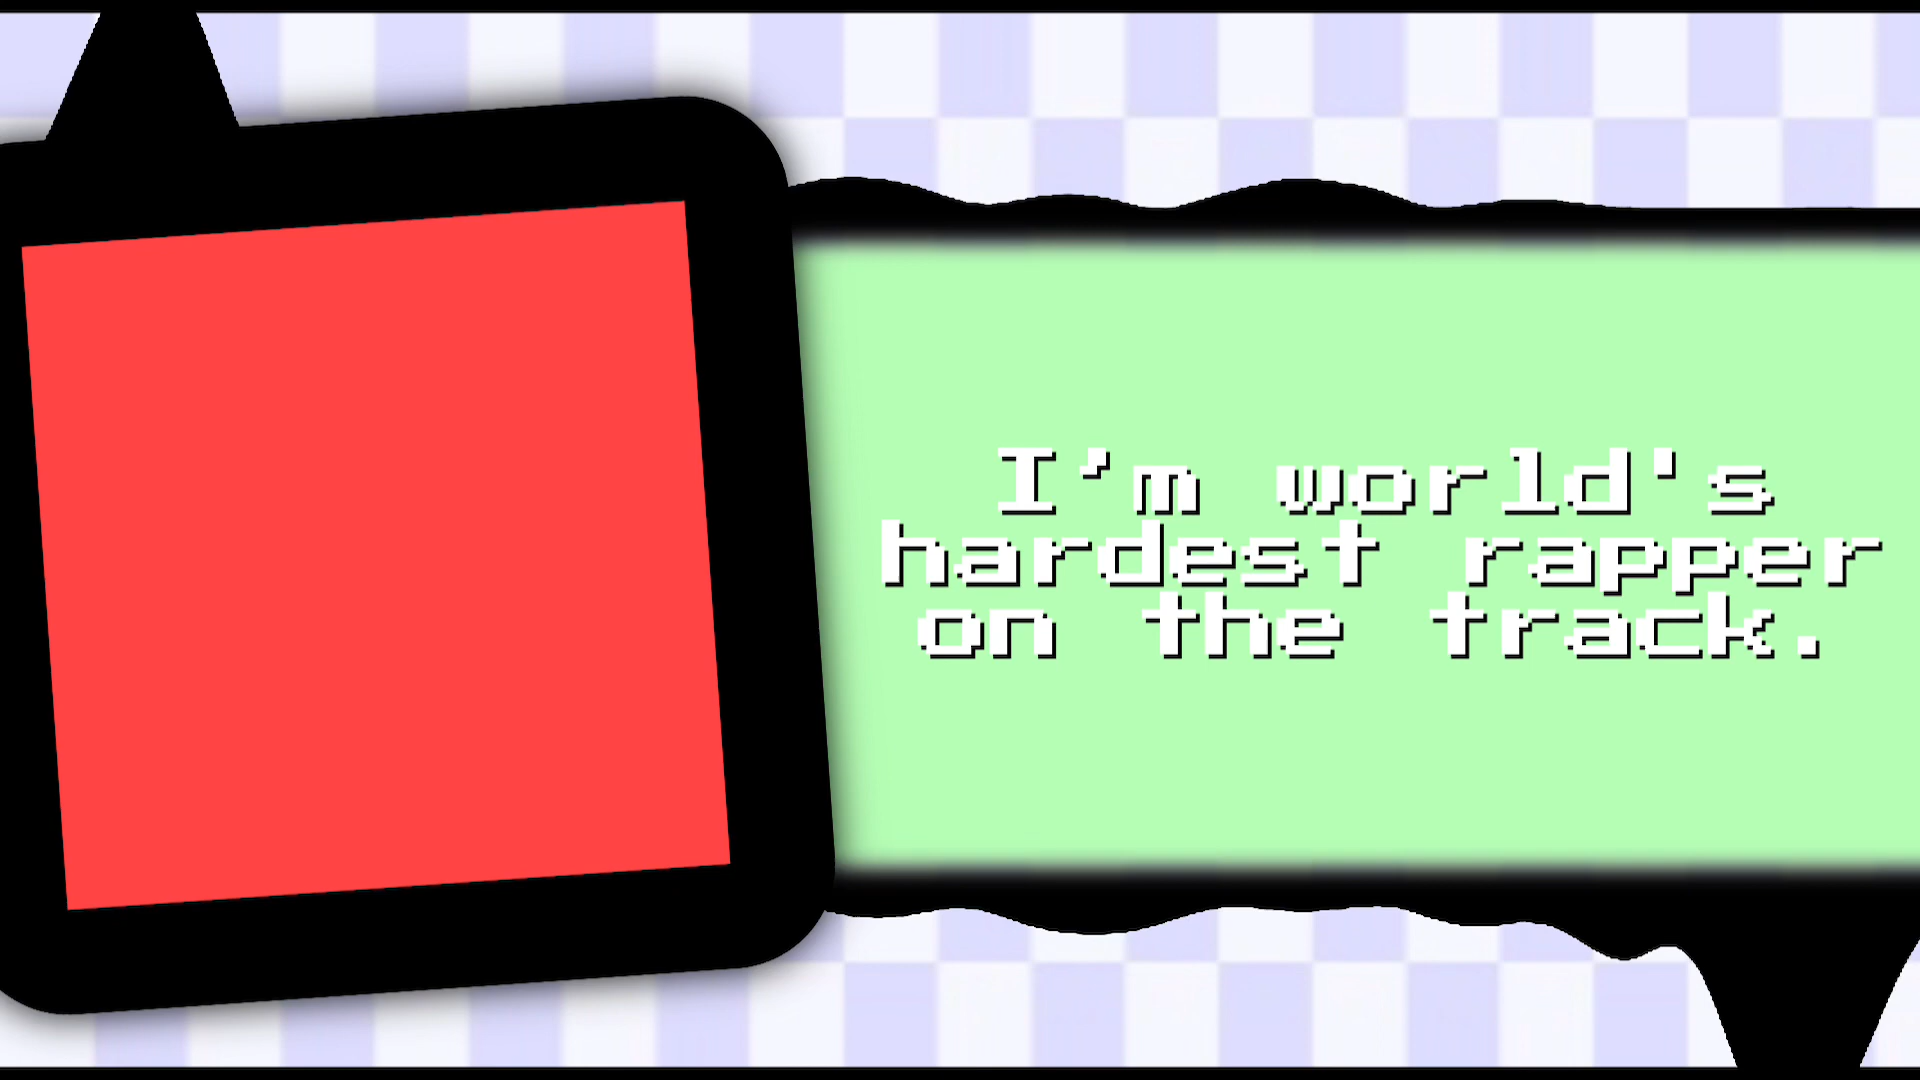 I’m world's
hardest rapper
on the track.